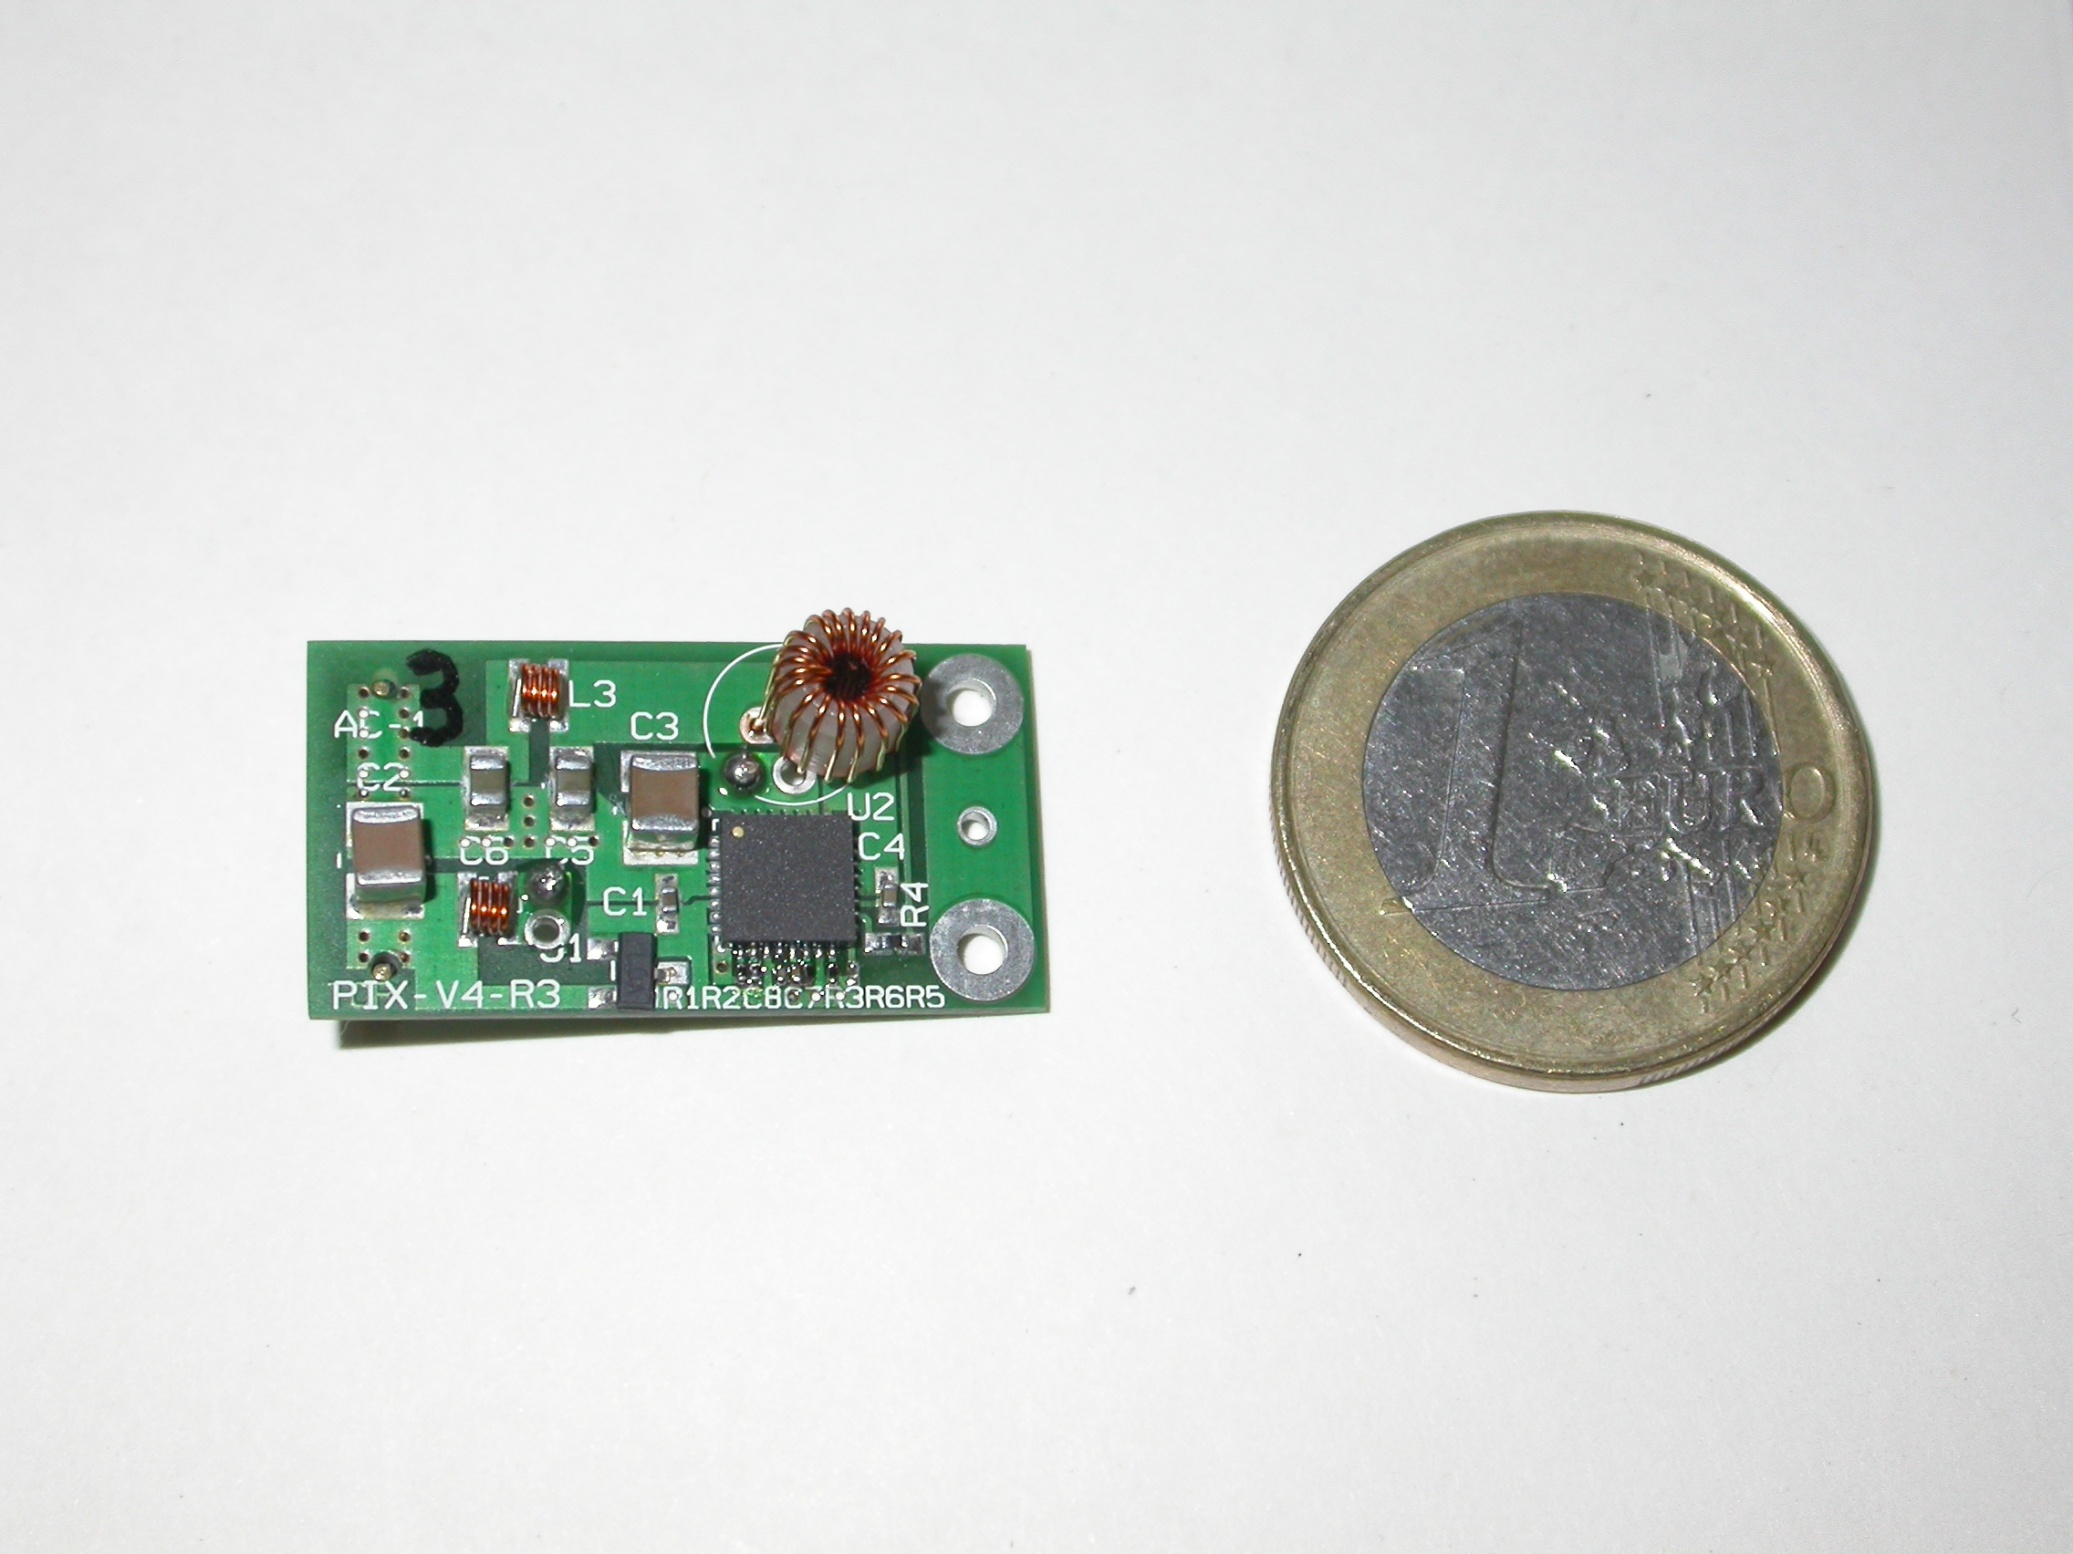 3
L3
AC-1
C3
C2
U2
C4
C6 C5
C1
R4
PIX-V4-R3
R1R2C8C7R3R6R5
1 EURO